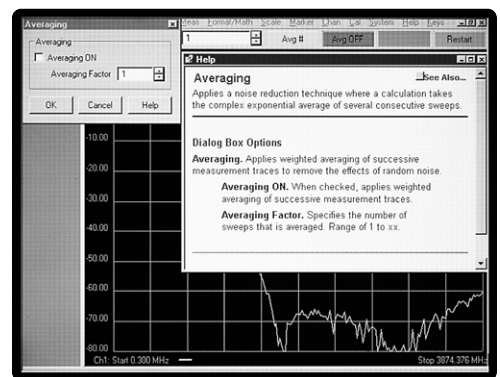 Averaging
Meas Format/Math Scale Marker Chan Cal System Help Keys
Averaging
Averaging ON
Averaging Factor 1
OK Cancel Help
1 Avg # Avg OFF Restart
Help
Averaging
See Also...
Applies a noise reduction technique where a calculation takes
the complex exponential average of several consecutive sweeps.
Dialog Box Options
Averaging. Applies weighted averaging of successive
measurement traces to remove the effects of random noise.
Averaging ON. When checked, applies weighted
averaging of successive measurement traces.
Averaging Factor. Specifies the number of
sweeps that is averaged. Range of 1 to xx.
-10.00
-20.00
-30.00
-40.00
-50.00
-60.00
-70.00
-80.00
Ch1: Start 0.300 MHz
Stop 3874.376 MHz